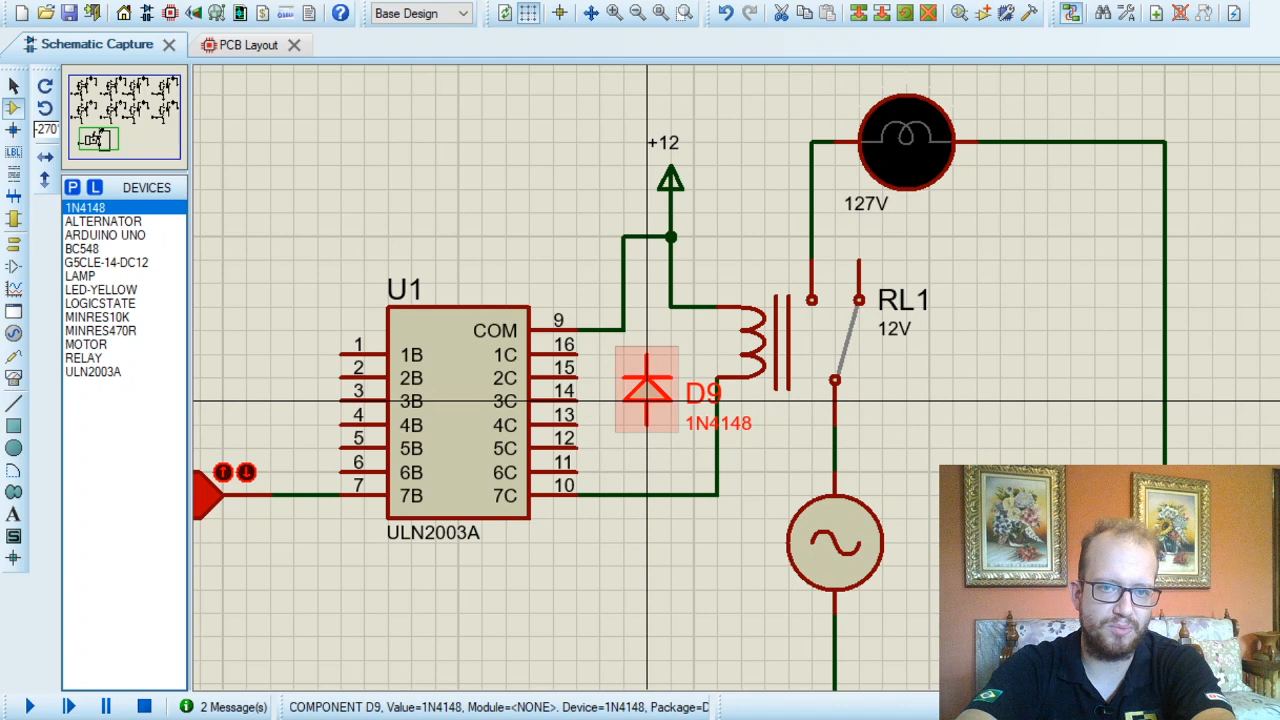 Base Design
Schematic Capture
PCB Layout
-270°
P L DEVICES
1N4148
ALTERNATOR
ARDUINO UNO
BC548
G5CLE-14-DC12
LAMP
LED-YELLOW
LOGICSTATE
MINRES10K
MINRES470R
MOTOR
RELAY
ULN2003A
LBL
A
S
+12
127V
U1
RL1
12V
COM 9
1 1B 1C 16
2 2B 2C 15
3 3B 3C 14
4 4B 4C 13
5 5B 5C 12
6 6B 6C 11
7 7B 7C 10
ULN2003A
D9
1N4148
2 Message(s)
COMPONENT D9, Value=1N4148, Module=<NONE>. Device=1N4148, Package=D